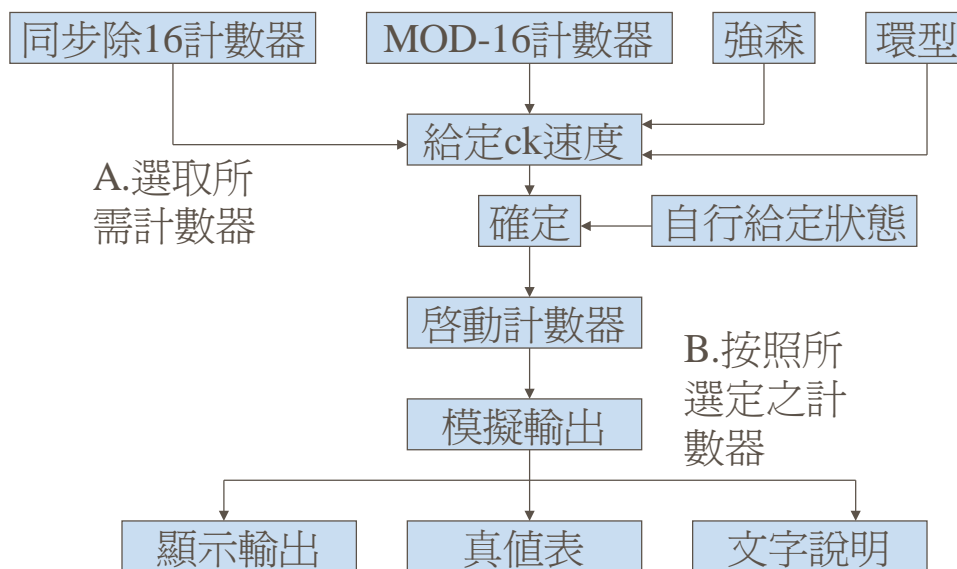 同步除16計數器
MOD-16計數器
強森
環型
給定ck速度
A.選取所
需計數器
確定
自行給定狀態
啓動計數器
B.按照所
選定之計
數器
模擬輸出
顯示輸出
真值表
文字說明